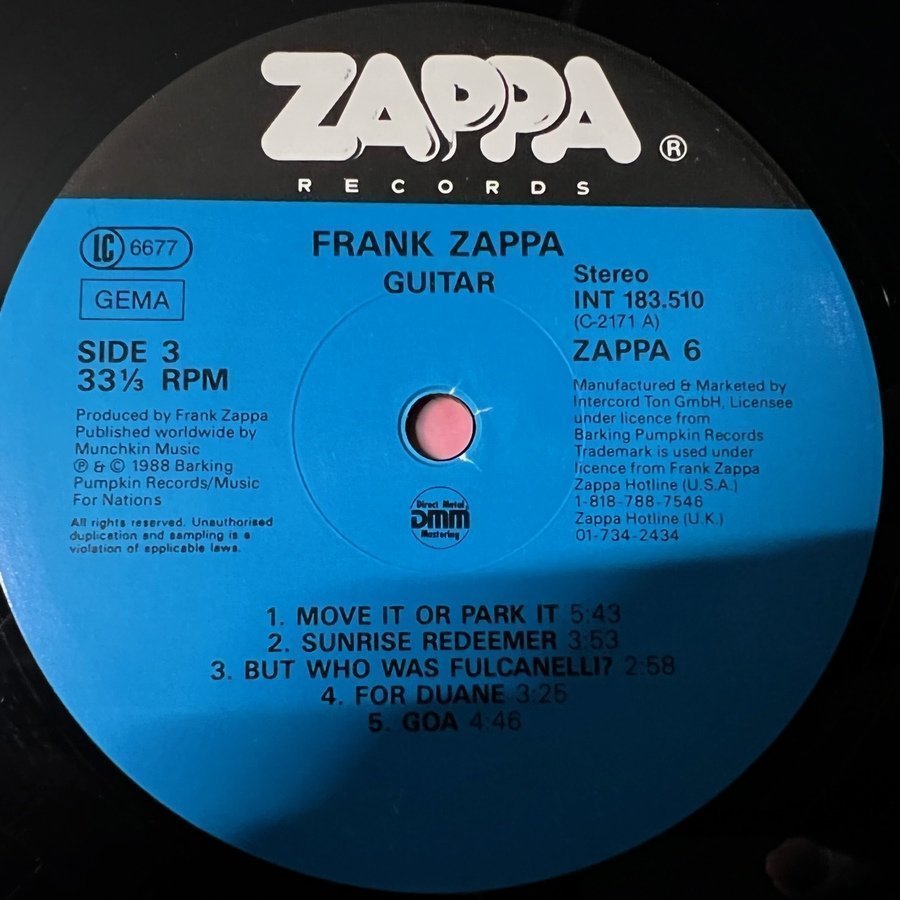 ZAPPA ®
RECORDS
LC 6677
GEMA
FRANK ZAPPA
GUITAR
Stereo
INT 183.510
(C-2171 A)
ZAPPA 6
SIDE 3
33⅓ RPM
Produced by Frank Zappa
Published worldwide by
Munchkin Music
℗ & © 1988 Barking
Pumpkin Records/Music
For Nations
All rights reserved. Unauthorised
duplication and sampling is a
violation of applicable laws.
Manufactured & Marketed by
Intercord Ton GmbH, Licensee
under licence from
Barking Pumpkin Records
Trademark is used under
licence from Frank Zappa
Zappa Hotline (U.S.A.)
1-818-788-7546
Zappa Hotline (U.K.)
01-734-2434
Direct Metal
DMM
Mastering
1. MOVE IT OR PARK IT 5:43
2. SUNRISE REDEEMER 3:53
3. BUT WHO WAS FULCANELLI? 2:58
4. FOR DUANE 3:25
5. GOA 4:46